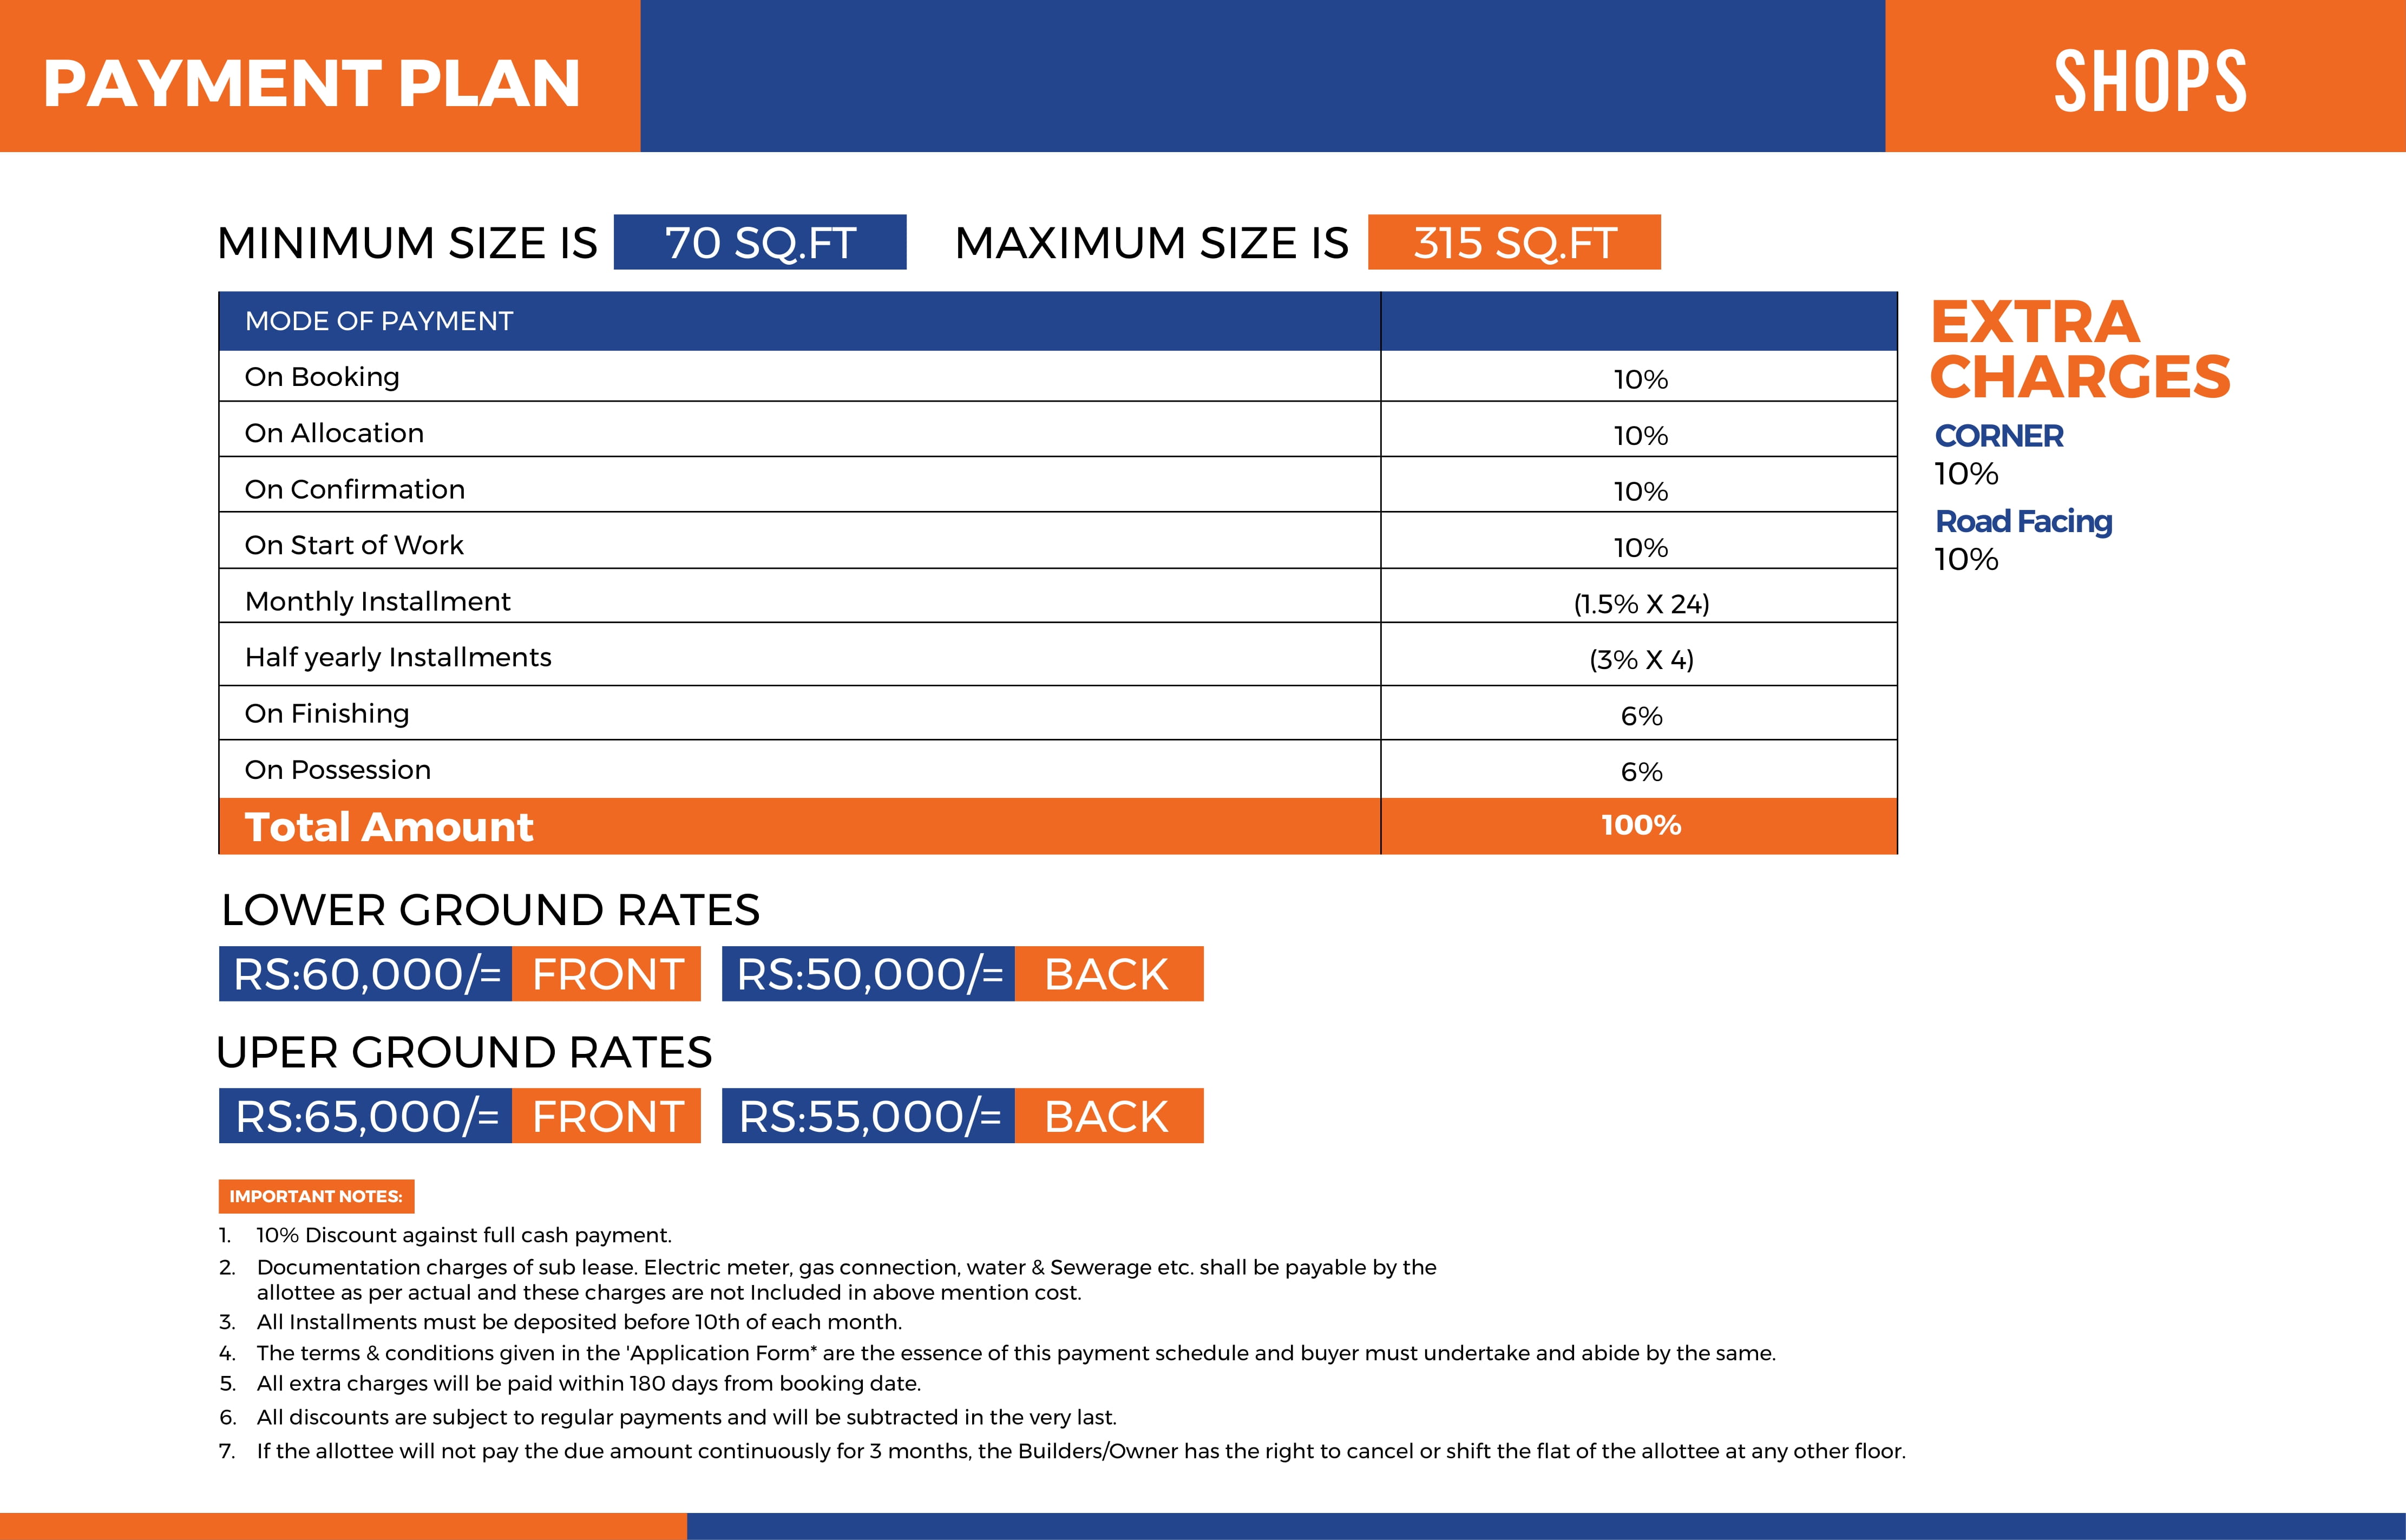 PAYMENT PLAN
SHOPS
MINIMUM SIZE IS 70 SQ.FT MAXIMUM SIZE IS 315 SQ.FT
MODE OF PAYMENT
On Booking 10%
On Allocation 10%
On Confirmation 10%
On Start of Work 10%
Monthly Installment (1.5% X 24)
Half yearly Installments (3% X 4)
On Finishing 6%
On Possession 6%
Total Amount 100%
EXTRA
CHARGES
CORNER
10%
Road Facing
10%
LOWER GROUND RATES
RS:60,000/= FRONT RS:50,000/= BACK
UPER GROUND RATES
RS:65,000/= FRONT RS:55,000/= BACK
IMPORTANT NOTES:
1. 10% Discount against full cash payment.
2. Documentation charges of sub lease. Electric meter, gas connection, water & Sewerage etc. shall be payable by the
allottee as per actual and these charges are not Included in above mention cost.
3. All Installments must be deposited before 10th of each month.
4. The terms & conditions given in the 'Application Form* are the essence of this payment schedule and buyer must undertake and abide by the same.
5. All extra charges will be paid within 180 days from booking date.
6. All discounts are subject to regular payments and will be subtracted in the very last.
7. If the allottee will not pay the due amount continuously for 3 months, the Builders/Owner has the right to cancel or shift the flat of the allottee at any other floor.